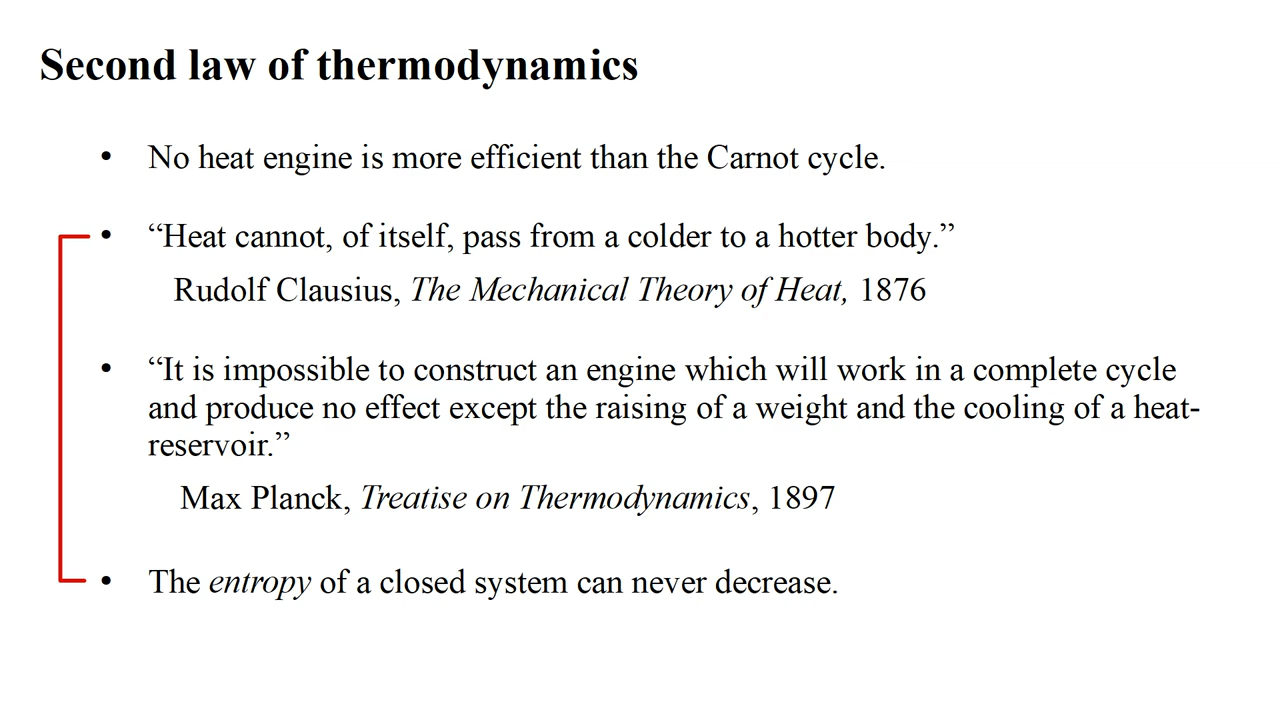 Second law of thermodynamics
• No heat engine is more efficient than the Carnot cycle.
• “Heat cannot, of itself, pass from a colder to a hotter body.”
Rudolf Clausius, The Mechanical Theory of Heat, 1876
• “It is impossible to construct an engine which will work in a complete cycle
and produce no effect except the raising of a weight and the cooling of a heat-
reservoir.”
Max Planck, Treatise on Thermodynamics, 1897
• The entropy of a closed system can never decrease.